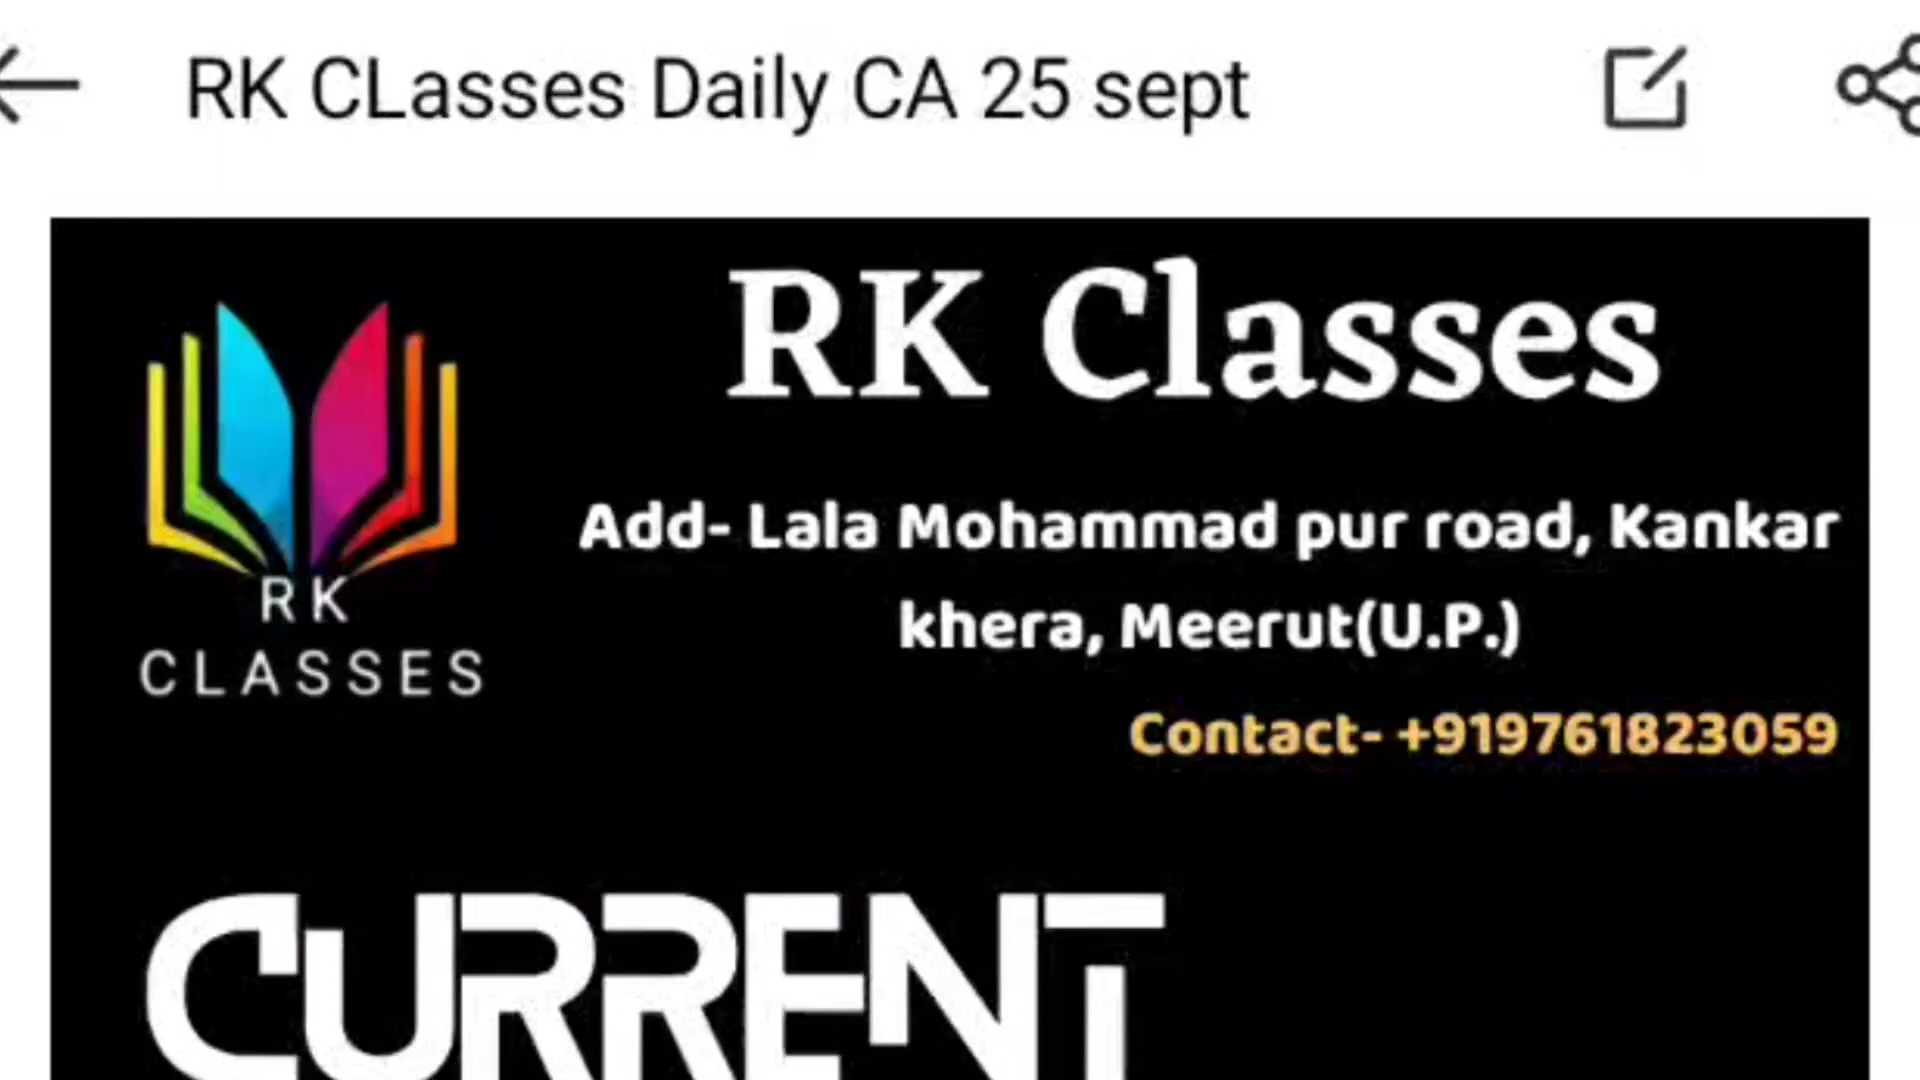 RK CLasses Daily CA 25 sept
RK Classes
RK
CLASSES
Add- Lala Mohammad pur road, Kankar
khera, Meerut(U.P.)
Contact- +919761823059
CURRENT